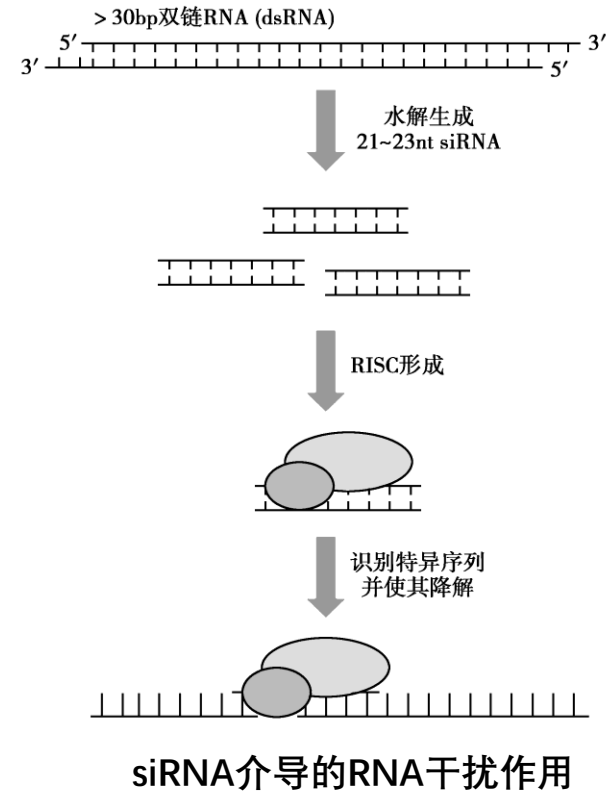 > 30bp双链RNA (dsRNA)
5′ 3′
3′ 5′
水解生成
21~23nt siRNA
RISC形成
识别特异序列
并使其降解
siRNA介导的RNA干扰作用